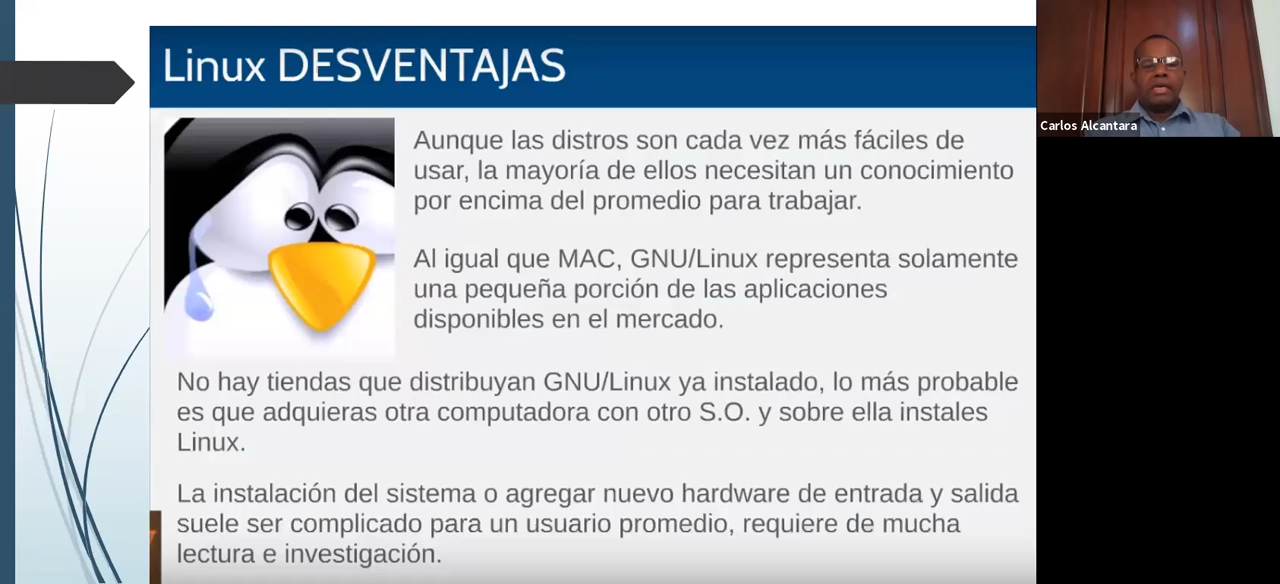 Linux DESVENTAJAS
Aunque las distros son cada vez más fáciles de
usar, la mayoría de ellos necesitan un conocimiento
por encima del promedio para trabajar.
Al igual que MAC, GNU/Linux representa solamente
una pequeña porción de las aplicaciones
disponibles en el mercado.
No hay tiendas que distribuyan GNU/Linux ya instalado, lo más probable
es que adquieras otra computadora con otro S.O. y sobre ella instales
Linux.
La instalación del sistema o agregar nuevo hardware de entrada y salida
suele ser complicado para un usuario promedio, requiere de mucha
lectura e investigación.
Carlos Alcantara